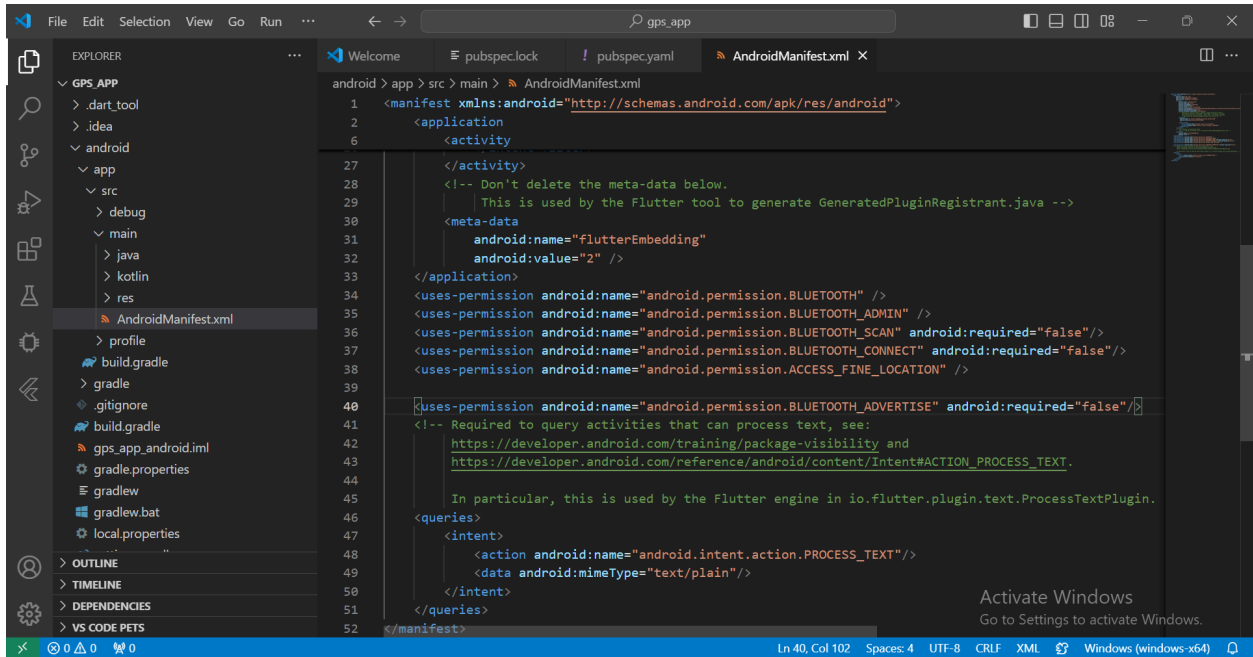 File Edit Selection View Go Run ··· gps_app
EXPLORER ···
GPS_APP
.dart_tool
.idea
android
app
src
debug
main
java
kotlin
res
AndroidManifest.xml
profile
build.gradle
gradle
.gitignore
build.gradle
gps_app_android.iml
gradle.properties
gradlew
gradlew.bat
local.properties
OUTLINE
TIMELINE
DEPENDENCIES
VS CODE PETS
Welcome pubspec.lock ! pubspec.yaml AndroidManifest.xml
android > app > src > main > AndroidManifest.xml
1 <manifest xmlns:android="http://schemas.android.com/apk/res/android">
2 <application
6 <activity
27 </activity>
28 <!-- Don't delete the meta-data below.
29 This is used by the Flutter tool to generate GeneratedPluginRegistrant.java -->
30 <meta-data
31 android:name="flutterEmbedding"
32 android:value="2" />
33 </application>
34 <uses-permission android:name="android.permission.BLUETOOTH" />
35 <uses-permission android:name="android.permission.BLUETOOTH_ADMIN" />
36 <uses-permission android:name="android.permission.BLUETOOTH_SCAN" android:required="false"/>
37 <uses-permission android:name="android.permission.BLUETOOTH_CONNECT" android:required="false"/>
38 <uses-permission android:name="android.permission.ACCESS_FINE_LOCATION" />
39
40 <uses-permission android:name="android.permission.BLUETOOTH_ADVERTISE" android:required="false"/>
41 <!-- Required to query activities that can process text, see:
42 https://developer.android.com/training/package-visibility and
43 https://developer.android.com/reference/android/content/Intent#ACTION_PROCESS_TEXT.
44
45 In particular, this is used by the Flutter engine in io.flutter.plugin.text.ProcessTextPlugin.
46 <queries>
47 <intent>
48 <action android:name="android.intent.action.PROCESS_TEXT"/>
49 <data android:mimeType="text/plain"/>
50 </intent>
51 </queries>
52 </manifest>
Activate Windows
Go to Settings to activate Windows.
0 0 0 Ln 40, Col 102 Spaces: 4 UTF-8 CRLF XML Windows (windows-x64)